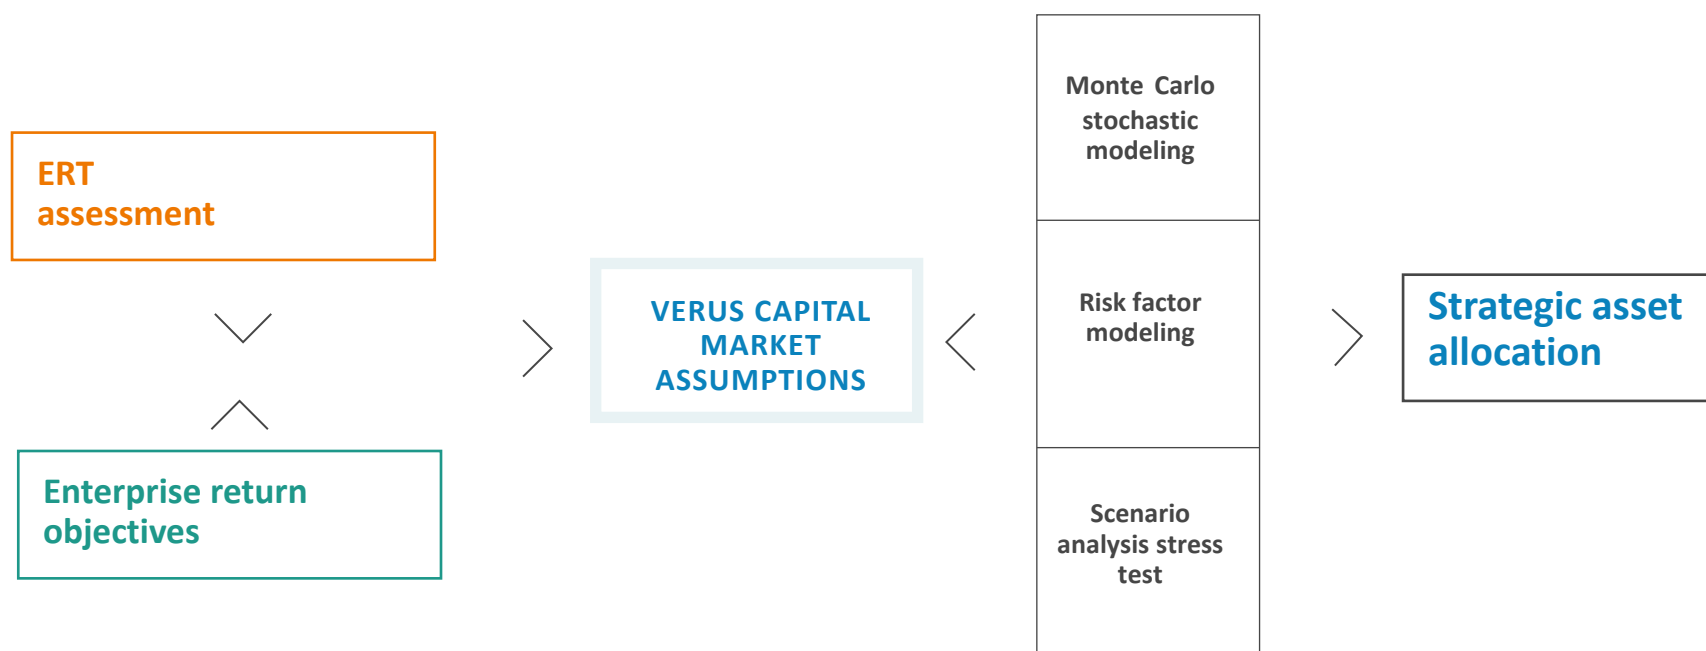 ERT
assessment
Enterprise return
objectives
VERUS CAPITAL
MARKET
ASSUMPTIONS
Monte Carlo
stochastic
modeling
Risk factor
modeling
Scenario
analysis stress
test
Strategic asset
allocation